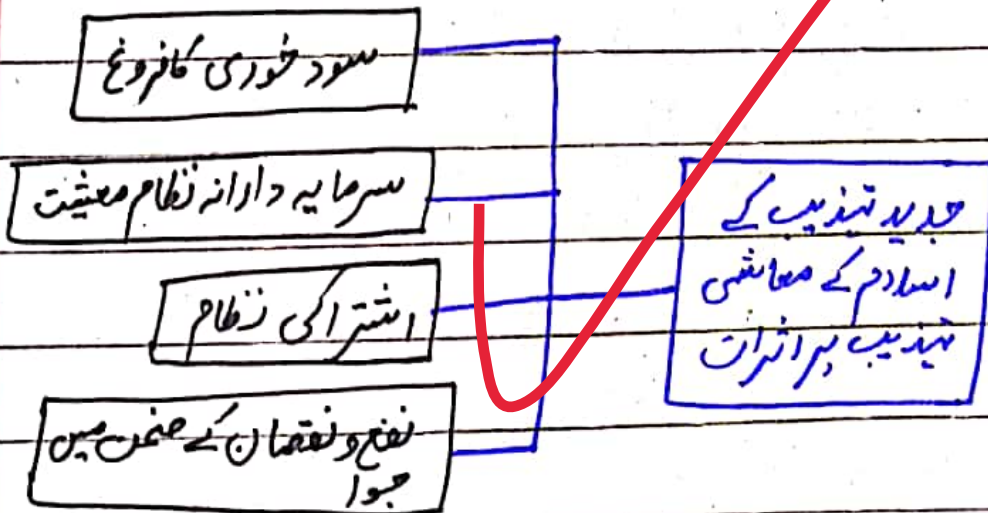 جدید تہذیب کے
اسلام کے معاشی
تہذیب پر اثرات
سود خوری کا فروغ
سرمایہ دارانہ نظام معیشت
اشتراکی نظام
نفع و نقصان کے ضمن میں
جوا